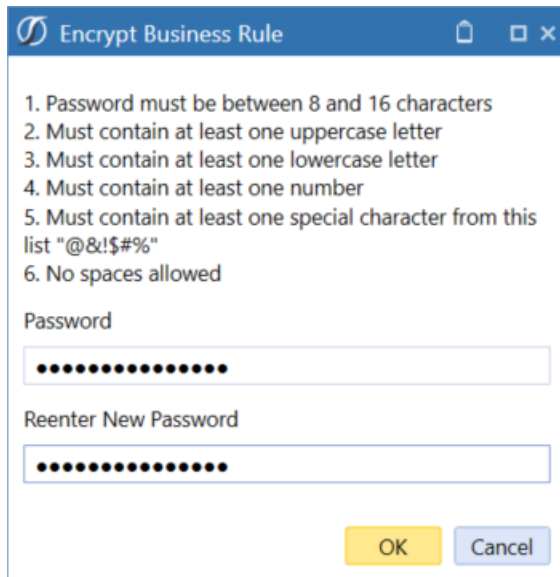 Encrypt Business Rule
1. Password must be between 8 and 16 characters
2. Must contain at least one uppercase letter
3. Must contain at least one lowercase letter
4. Must contain at least one number
5. Must contain at least one special character from this
list "@&!$#%"
6. No spaces allowed
Password
●●●●●●●●●●●●●●●
Reenter New Password
●●●●●●●●●●●●●●●
OK Cancel